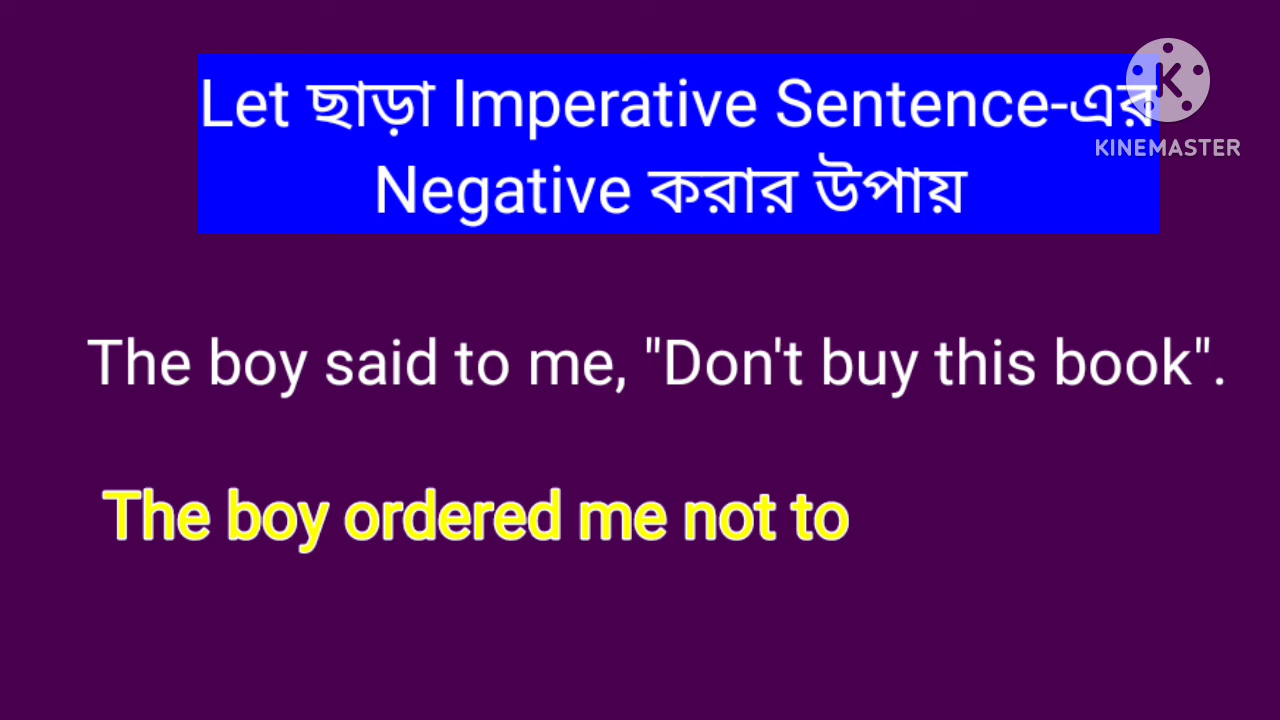 Let ছাড়া Imperative Sentence-এর
Negative করার উপায়
KINEMASTER
The boy said to me, "Don't buy this book".
The boy ordered me not to